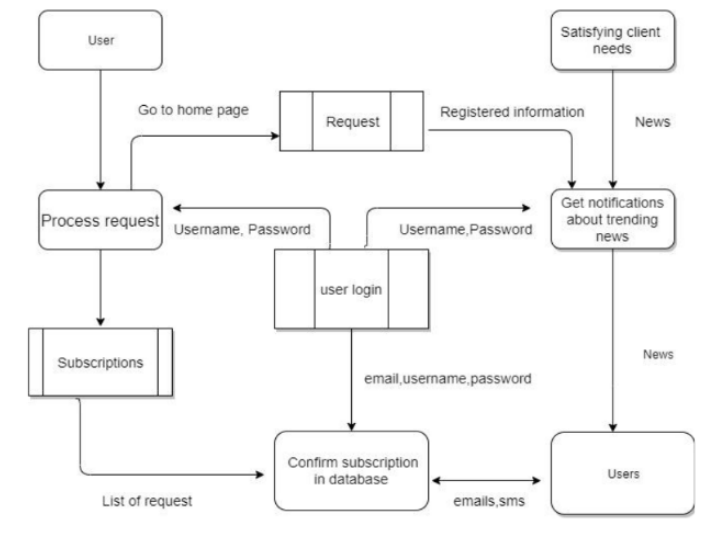 User
Satisfying client
needs
Go to home page
Request
Registered information
News
Process request
Username, Password
Username,Password
Get notifications
about trending
news
user login
Subscriptions
News
email,username,password
Confirm subscription
in database
Users
List of request
emails,sms